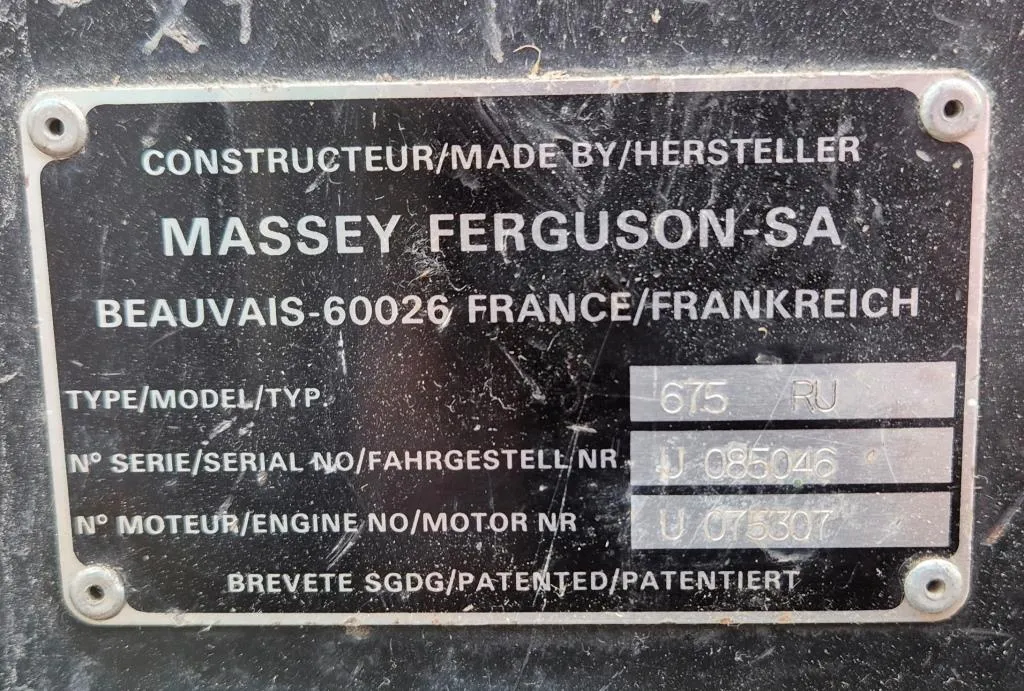 CONSTRUCTEUR/MADE BY/HERSTELLER
MASSEY FERGUSON-SA
BEAUVAIS-60026 FRANCE/FRANKREICH
TYPE/MODEL/TYP. 675 RU
N° SERIE/SERIAL NO/FAHRGESTELL NR. U 085046
N° MOTEUR/ENGINE NO/MOTOR NR U 075307
BREVETE SGDG/PATENTED/PATENTIERT